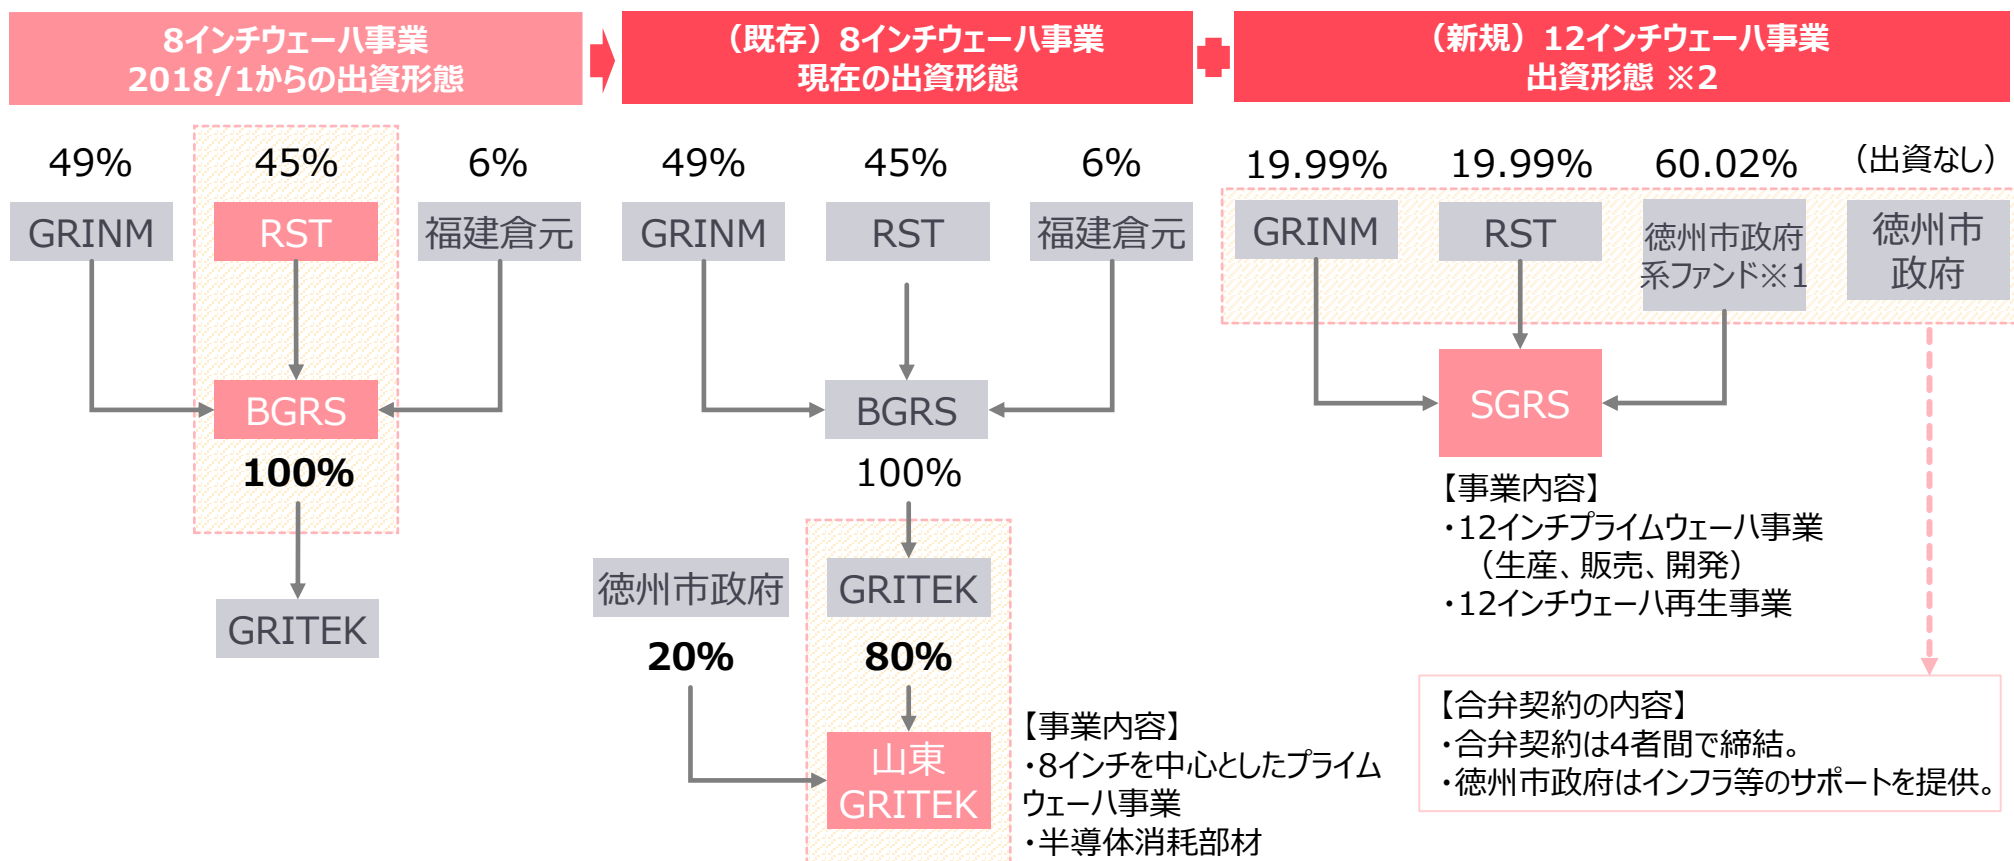 8インチウェーハ事業
2018/1からの出資形態
49%
45%
6%
GRINM
RST
福建倉元
BGRS
100%
GRITEK
（既存）8インチウェーハ事業
現在の出資形態
49%
45%
6%
GRINM
RST
福建倉元
BGRS
100%
徳州市政府
GRITEK
20%
80%
山東
GRITEK
【事業内容】
・8インチを中心としたプライム
ウェーハ事業
・半導体消耗部材
（新規）12インチウェーハ事業
出資形態 ※2
19.99%
19.99%
60.02%
（出資なし）
GRINM
RST
徳州市政府
系ファンド※1
徳州市
政府
SGRS
【事業内容】
・12インチプライムウェーハ事業
（生産、販売、開発）
・12インチウェーハ再生事業
【合弁契約の内容】
・合弁契約は4者間で締結。
・徳州市政府はインフラ等のサポートを提供。